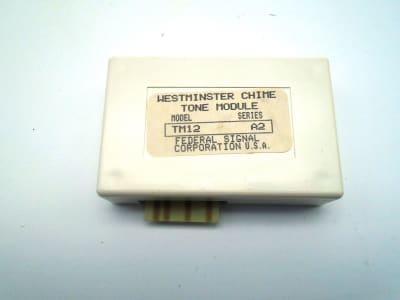 WESTMINSTER CHIME
TONE MODULE
MODEL SERIES
TM12 A2
FEDERAL SIGNAL
CORPORATION U.S.A.